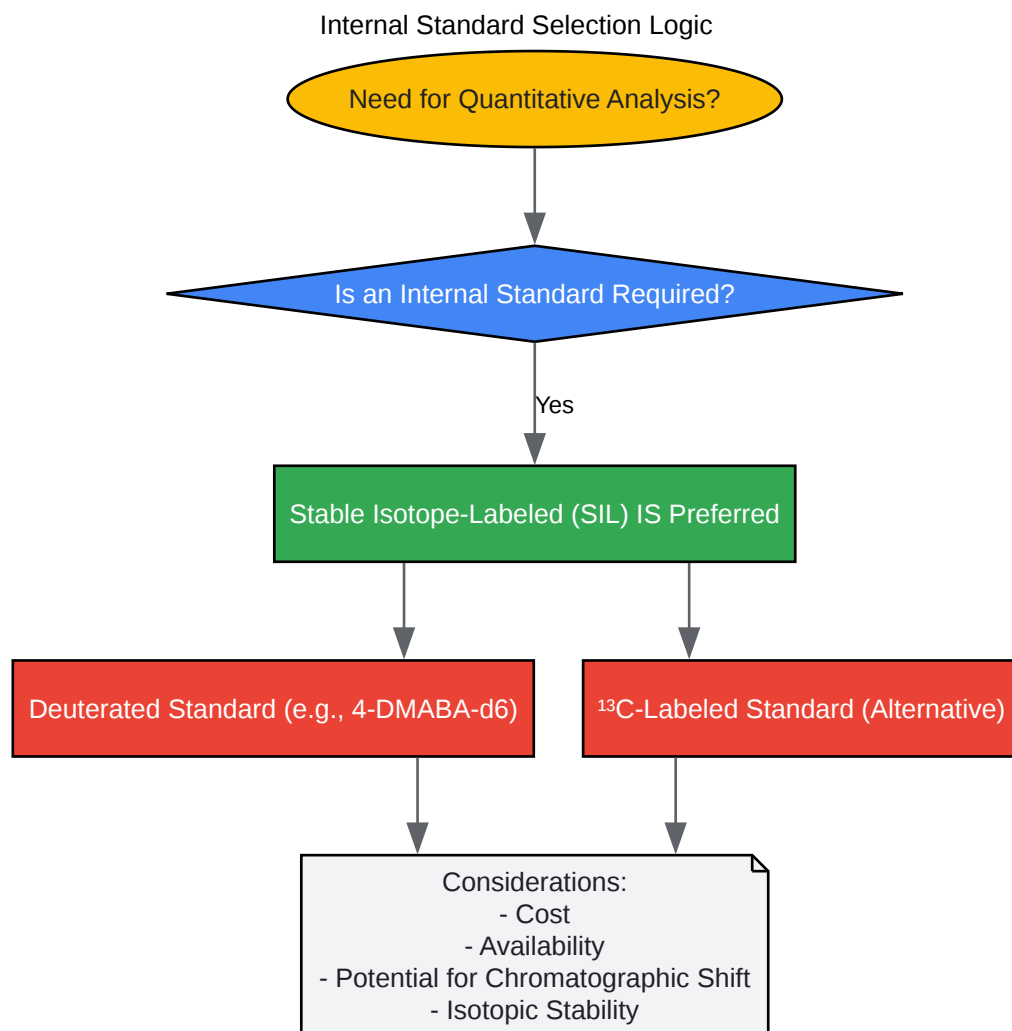 Internal Standard Selection Logic
Need for Quantitative Analysis?
Is an Internal Standard Required?
Yes
Stable Isotope-Labeled (SIL) IS Preferred
Deuterated Standard (e.g., 4-DMABA-d6)
¹³C-Labeled Standard (Alternative)
Considerations:
- Cost
- Availability
- Potential for Chromatographic Shift
- Isotopic Stability